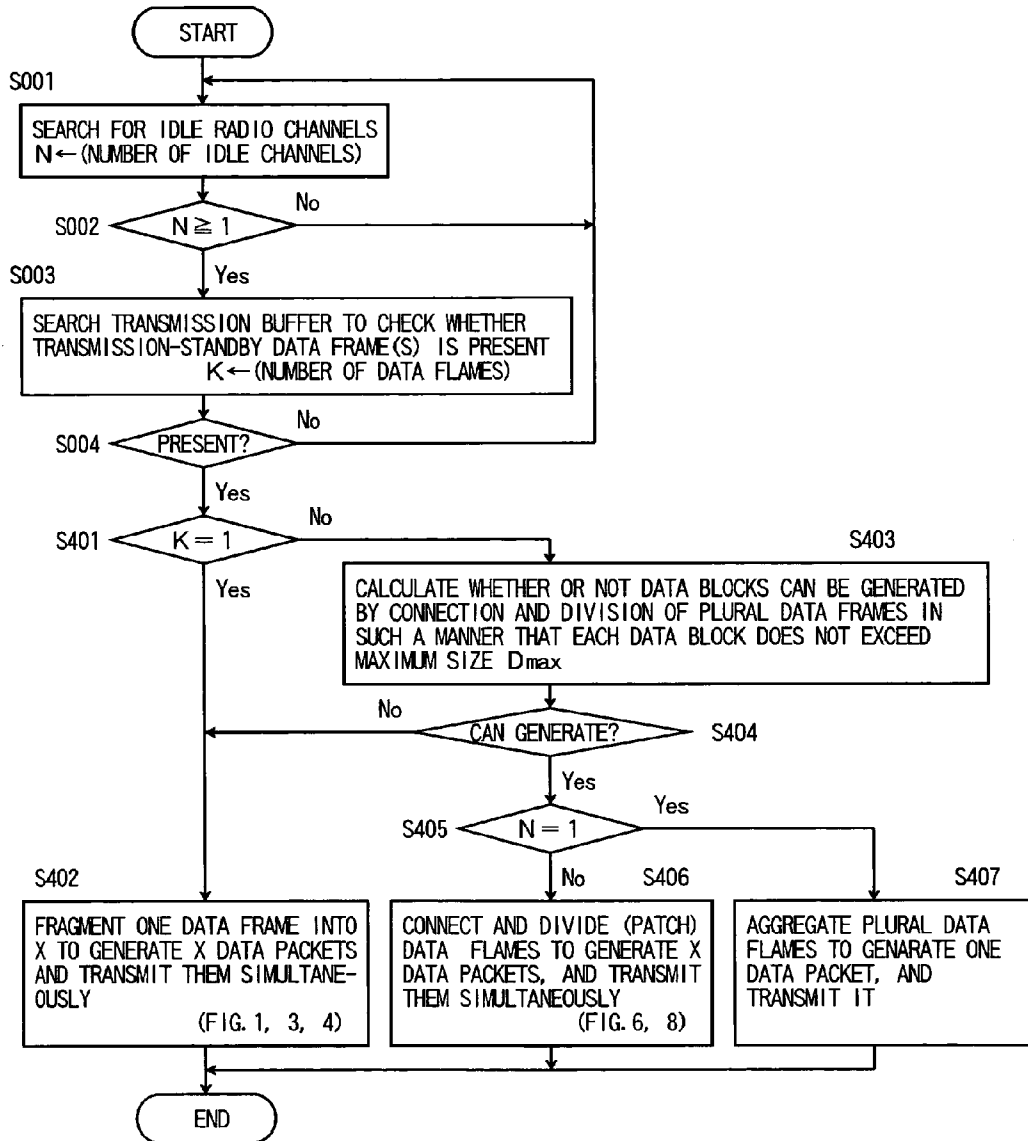 START
S001
SEARCH FOR IDLE RADIO CHANNELS
N←(NUMBER OF IDLE CHANNELS)
No
S002
N≧1
Yes
S003
SEARCH TRANSMISSION BUFFER TO CHECK WHETHER
TRANSMISSION-STANDBY DATA FRAME(S) IS PRESENT
K←(NUMBER OF DATA FLAMES)
No
S004
PRESENT?
Yes
No
S401
K=1
S403
Yes
CALCULATE WHETHER OR NOT DATA BLOCKS CAN BE GENERATED
BY CONNECTION AND DIVISION OF PLURAL DATA FRAMES IN
SUCH A MANNER THAT EACH DATA BLOCK DOES NOT EXCEED
MAXIMUM SIZE Dmax
No
CAN GENERATE?
S404
Yes
Yes
S405
N=1
No
S402
FRAGMENT ONE DATA FRAME INTO
X TO GENERATE X DATA PACKETS
AND TRANSMIT THEM SIMULTANE-
OUSLY
(FIG. 1, 3, 4)
S406
CONNECT AND DIVIDE (PATCH)
DATA FLAMES TO GENERATE X
DATA PACKETS, AND TRANSMIT
THEM SIMULTANEOUSLY
(FIG. 6, 8)
S407
AGGREGATE PLURAL DATA
FLAMES TO GENARATE ONE
DATA PACKET, AND
TRANSMIT IT
END